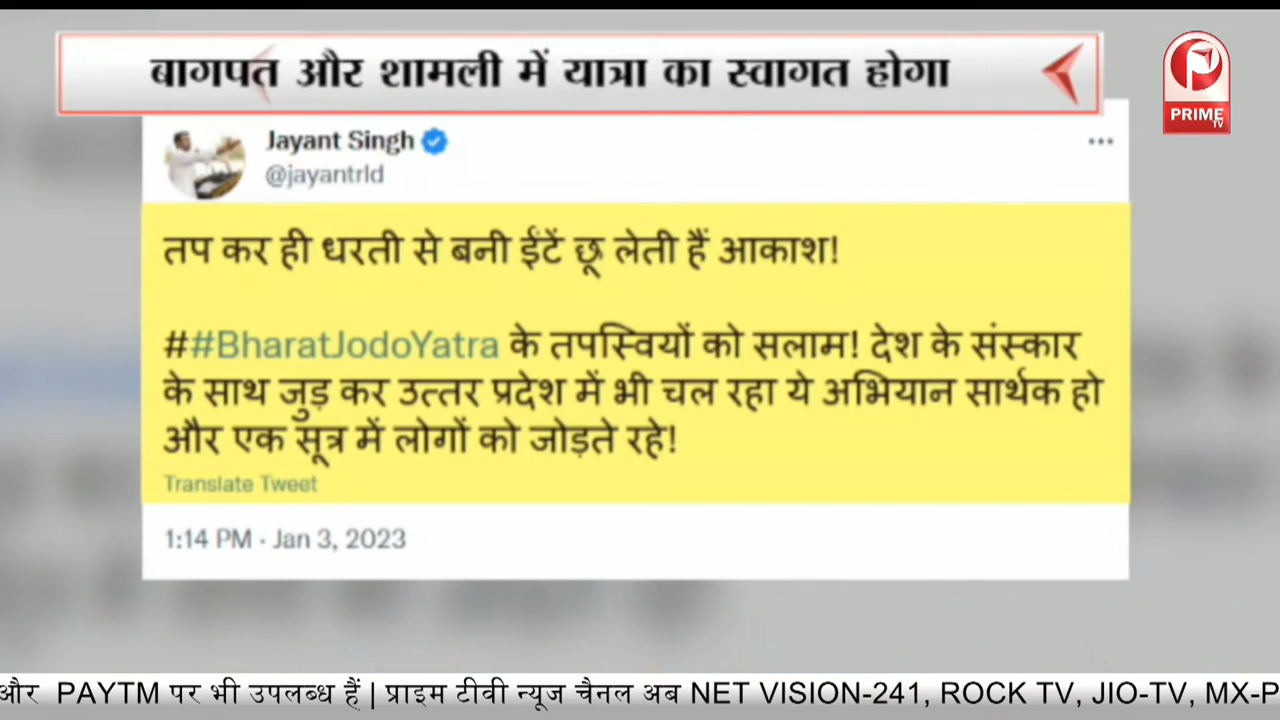 बागपत और शामली में यात्रा का स्वागत होगा
PRIME
TV
Jayant Singh
@jayantrld
तप कर ही धरती से बनी ईंटें छू लेती हैं आकाश!
##BharatJodoYatra के तपस्वियों को सलाम! देश के संस्कार
के साथ जुड़ कर उत्तर प्रदेश में भी चल रहा ये अभियान सार्थक हो
और एक सूत्र में लोगों को जोड़ते रहे!
Translate Tweet
1:14 PM · Jan 3, 2023
और PAYTM पर भी उपलब्ध हैं | प्राइम टीवी न्यूज चैनल अब NET VISION-241, ROCK TV, JIO-TV, MX-P